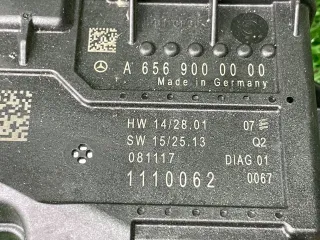 A 656 900 00 00
Made in Germany
HW 14/28.01 07
SW 15/25.13 Q2
081117 DIAG 01
1110062 0067